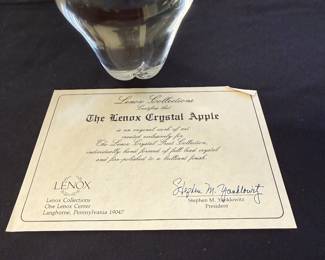 Lenox Collections
Certifies that
The Lenox Crystal Apple
is an original work of art
created exclusively for
The Lenox Crystal Fruit Collection,
individually hand formed of full lead crystal
and fire-polished to a brilliant finish.
LENOX
Lenox Collections
One Lenox Center
Langhorne, Pennsylvania 19047
Stephen M. Yanklowitz
Stephen M. Yanklowitz
President